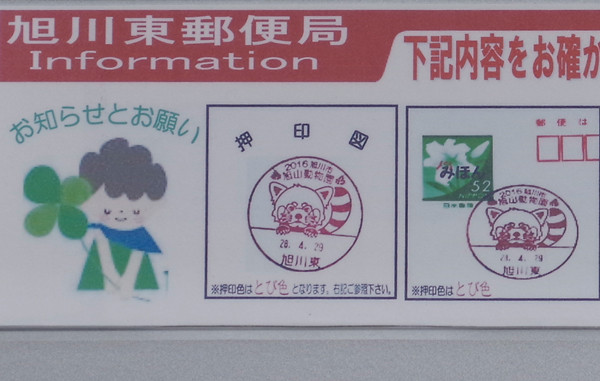 旭川東郵便局
Information
下記内容をお確か
お知らせとお願い
押印図
2016 旭川市
旭山動物園
28. 4. 29
旭川東
※押印色はとび色となります。右記ご参照下さい。
郵便は
みほん
52
日本郵便
2016 旭川市
旭山動物園
28. 4. 29
旭川東
※押印色はとび色